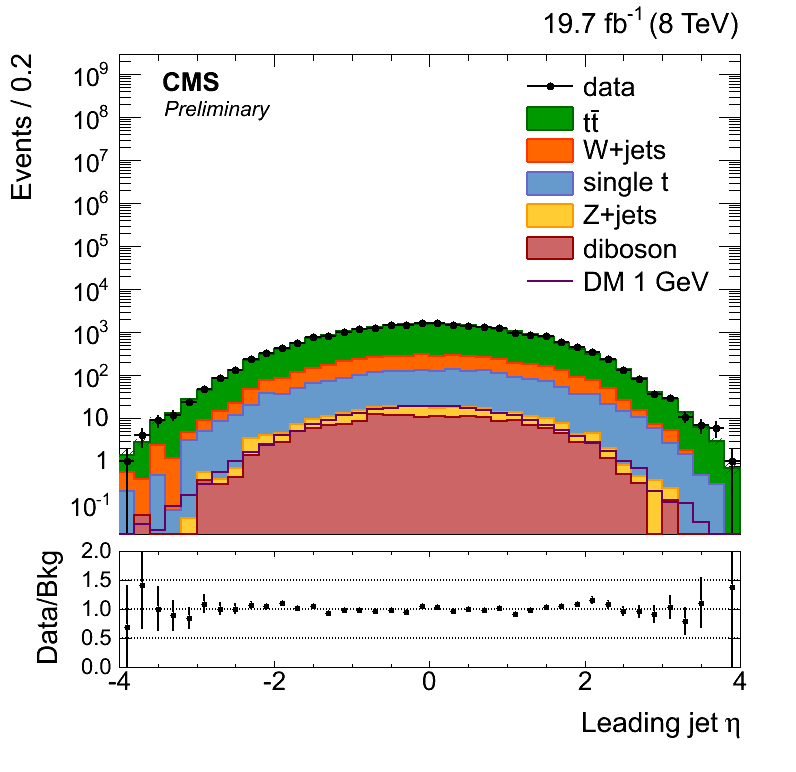 19.7 fb⁻¹ (8 TeV)
Events / 0.2
10⁹
10⁸
10⁷
10⁶
10⁵
10⁴
10³
10²
10
1
10⁻¹
CMS
Preliminary
data
tt̄
W+jets
single t
Z+jets
diboson
DM 1 GeV
Data/Bkg
2.0
1.5
1.0
0.5
0.0
-4 -2 0 2 4
Leading jet η